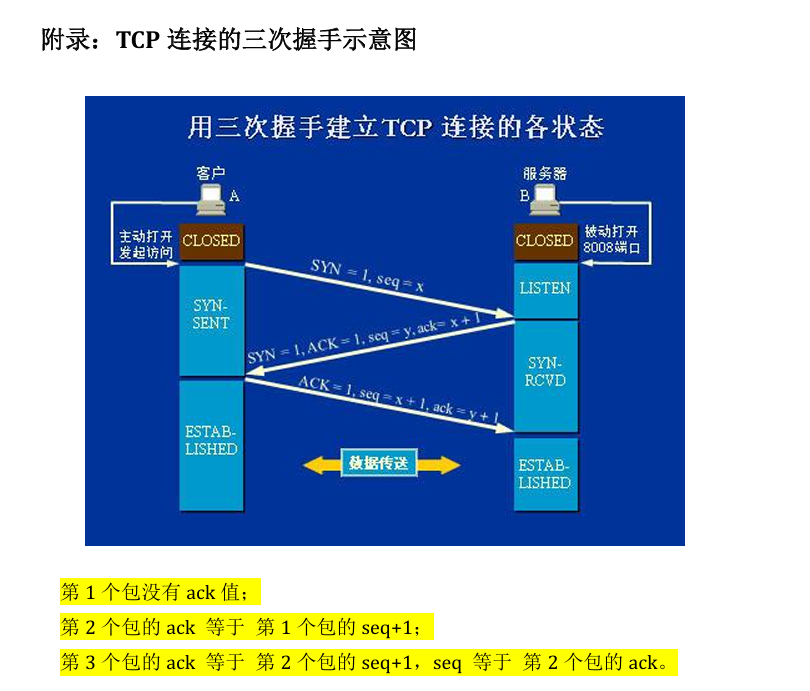 附录：TCP 连接的三次握手示意图
用三次握手建立TCP 连接的各状态
客户
服务器
A
B
主动打开
发起访问
CLOSED
CLOSED
被动打开
8008端口
SYN = 1, seq = x
LISTEN
SYN-
SENT
SYN = 1, ACK = 1, seq = y, ack= x + 1
SYN-
RCVD
ACK = 1, seq = x + 1, ack = y + 1
ESTAB-
LISHED
数据传送
ESTAB-
LISHED
第 1 个包没有 ack 值；
第 2 个包的 ack 等于 第 1 个包的 seq+1；
第 3 个包的 ack 等于 第 2 个包的 seq+1，seq 等于 第 2 个包的 ack。